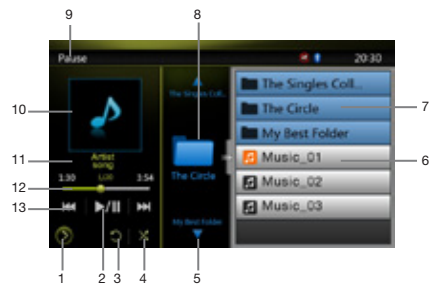 9
8
Pause
20:30
The Singles Coll..
The Singles Coll..
10
The Circle
7
My Best Folder
11
Artist
song
Music_01
6
12
1:30
1/20
3:54
The Circle
Music_02
13
My Best Folder
Music_03
1
2
3
4
5